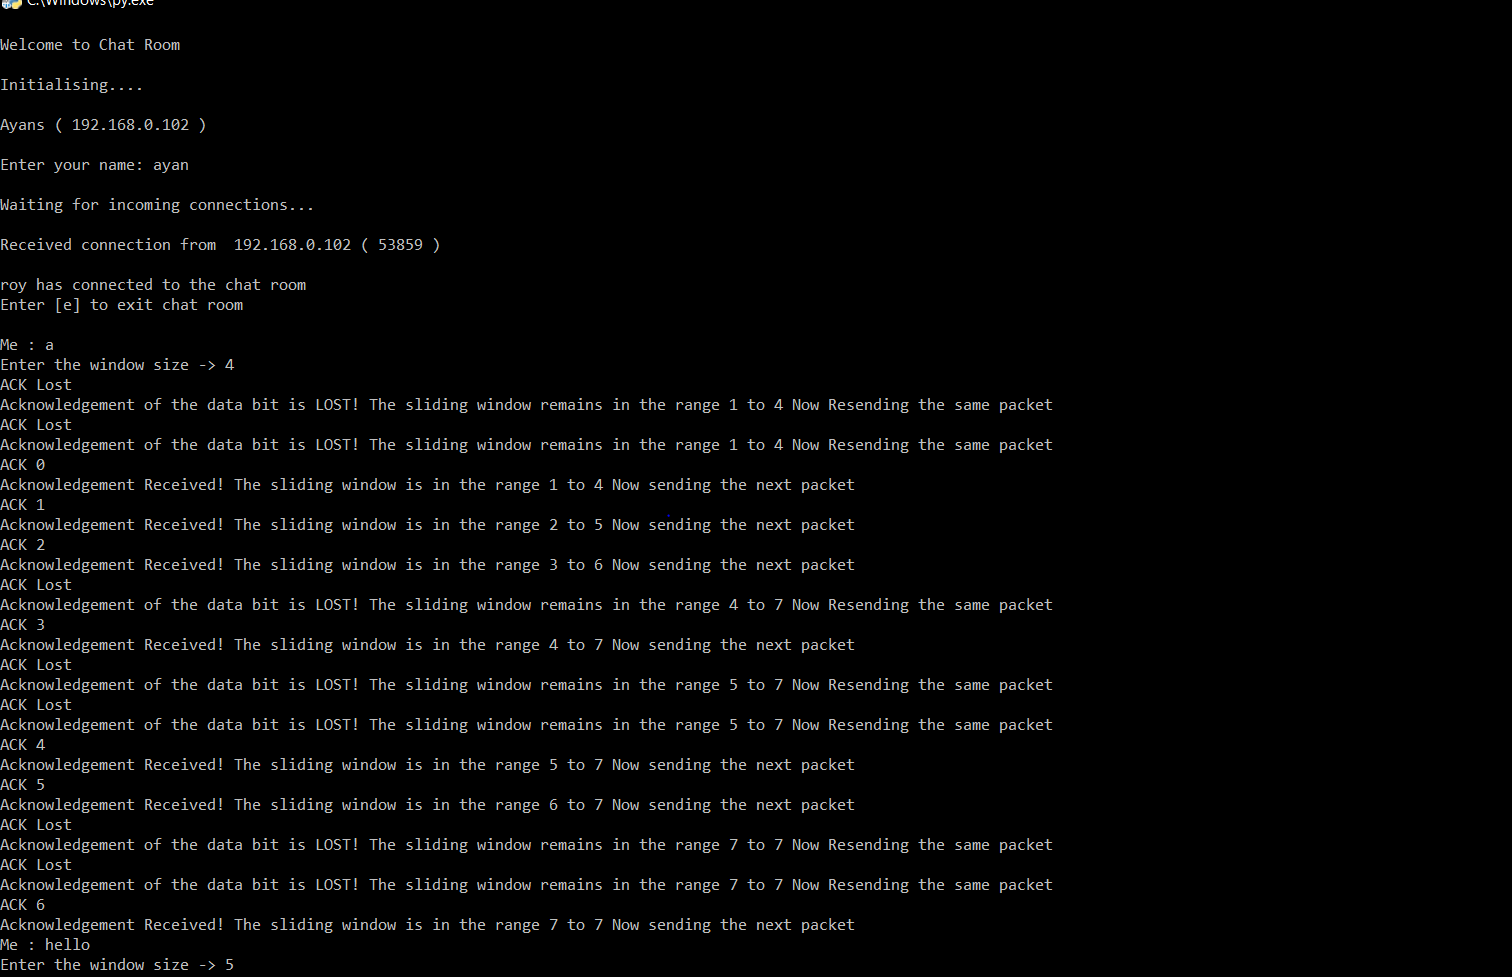 C:\Windows\py.exe
Welcome to Chat Room
Initialising....
Ayans ( 192.168.0.102 )
Enter your name: ayan
Waiting for incoming connections...
Received connection from  192.168.0.102 ( 53859 )
roy has connected to the chat room
Enter [e] to exit chat room
Me : a
Enter the window size -> 4
ACK Lost
Acknowledgement of the data bit is LOST! The sliding window remains in the range 1 to 4 Now Resending the same packet
ACK Lost
Acknowledgement of the data bit is LOST! The sliding window remains in the range 1 to 4 Now Resending the same packet
ACK 0
Acknowledgement Received! The sliding window is in the range 1 to 4 Now sending the next packet
ACK 1
Acknowledgement Received! The sliding window is in the range 2 to 5 Now sending the next packet
ACK 2
Acknowledgement Received! The sliding window is in the range 3 to 6 Now sending the next packet
ACK Lost
Acknowledgement of the data bit is LOST! The sliding window remains in the range 4 to 7 Now Resending the same packet
ACK 3
Acknowledgement Received! The sliding window is in the range 4 to 7 Now sending the next packet
ACK Lost
Acknowledgement of the data bit is LOST! The sliding window remains in the range 5 to 7 Now Resending the same packet
ACK Lost
Acknowledgement of the data bit is LOST! The sliding window remains in the range 5 to 7 Now Resending the same packet
ACK 4
Acknowledgement Received! The sliding window is in the range 5 to 7 Now sending the next packet
ACK 5
Acknowledgement Received! The sliding window is in the range 6 to 7 Now sending the next packet
ACK Lost
Acknowledgement of the data bit is LOST! The sliding window remains in the range 7 to 7 Now Resending the same packet
ACK Lost
Acknowledgement of the data bit is LOST! The sliding window remains in the range 7 to 7 Now Resending the same packet
ACK 6
Acknowledgement Received! The sliding window is in the range 7 to 7 Now sending the next packet
Me : hello
Enter the window size -> 5